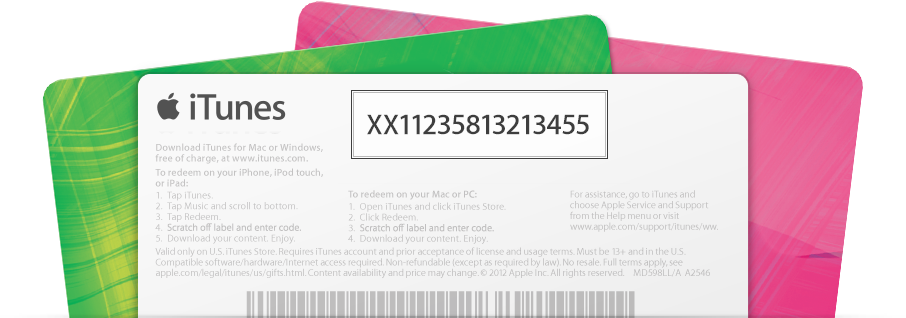 iTunes
XX11235813213455
Download iTunes for Mac or Windows,
free of charge, at www.itunes.com.
To redeem on your iPhone, iPod touch,
or iPad:
1. Tap iTunes.
2. Tap Music and scroll to bottom.
3. Tap Redeem.
4. Scratch off label and enter code.
5. Download your content. Enjoy.
To redeem on your Mac or PC:
1. Open iTunes and click iTunes Store.
2. Click Redeem.
3. Scratch off label and enter code.
4. Download your content. Enjoy.
For assistance, go to iTunes and
choose Apple Service and Support
from the Help menu or visit
www.apple.com/support/itunes/ww.
Valid only on U.S. iTunes Store. Requires iTunes account and prior acceptance of license and usage terms. Must be 13+ and in the U.S.
Compatible software/hardware/Internet access required. Non-refundable (except as required by law). No resale. Full terms apply, see
apple.com/legal/itunes/us/gifts.html. Content availability and price may change. © 2012 Apple Inc. All rights reserved. MD598LL/A A2546